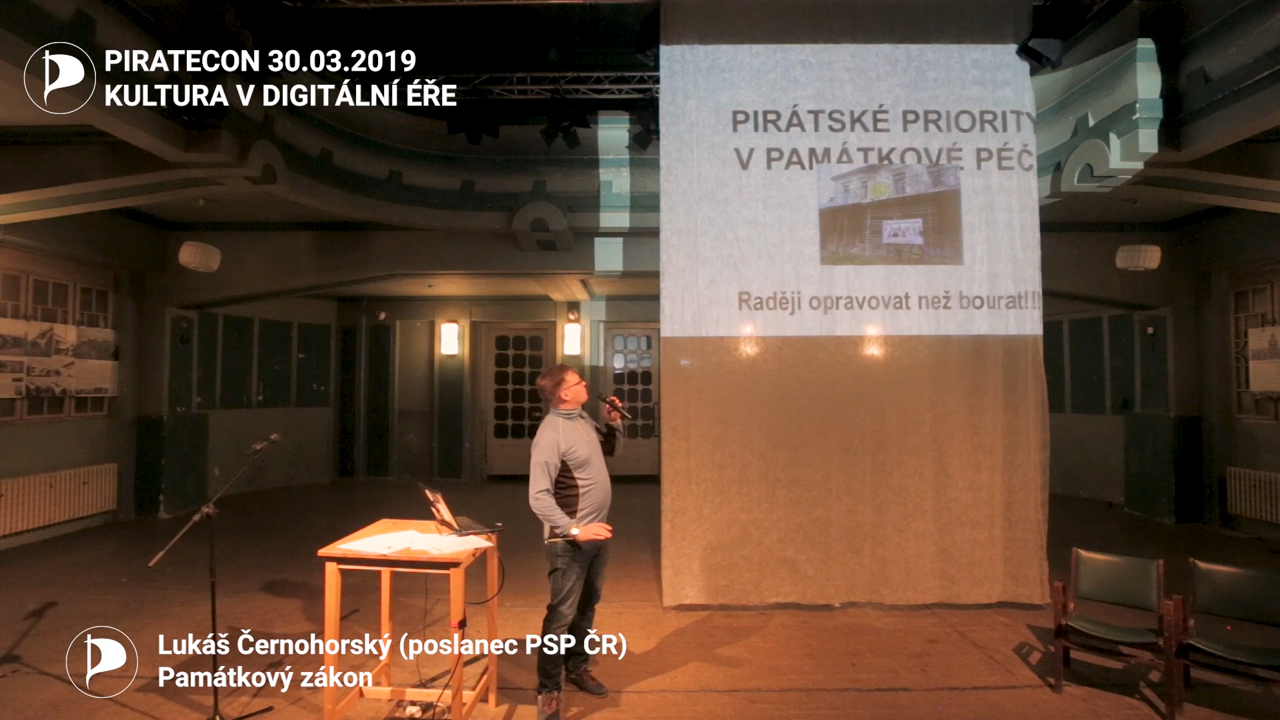 PIRATECON 30.03.2019
KULTURA V DIGITÁLNÍ ÉŘE
PIRÁTSKÉ PRIORITY
V PAMÁTKOVÉ PÉČ
Raději opravovat než bourat!!!
Lukáš Černohorský (poslanec PSP ČR)
Památkový zákon